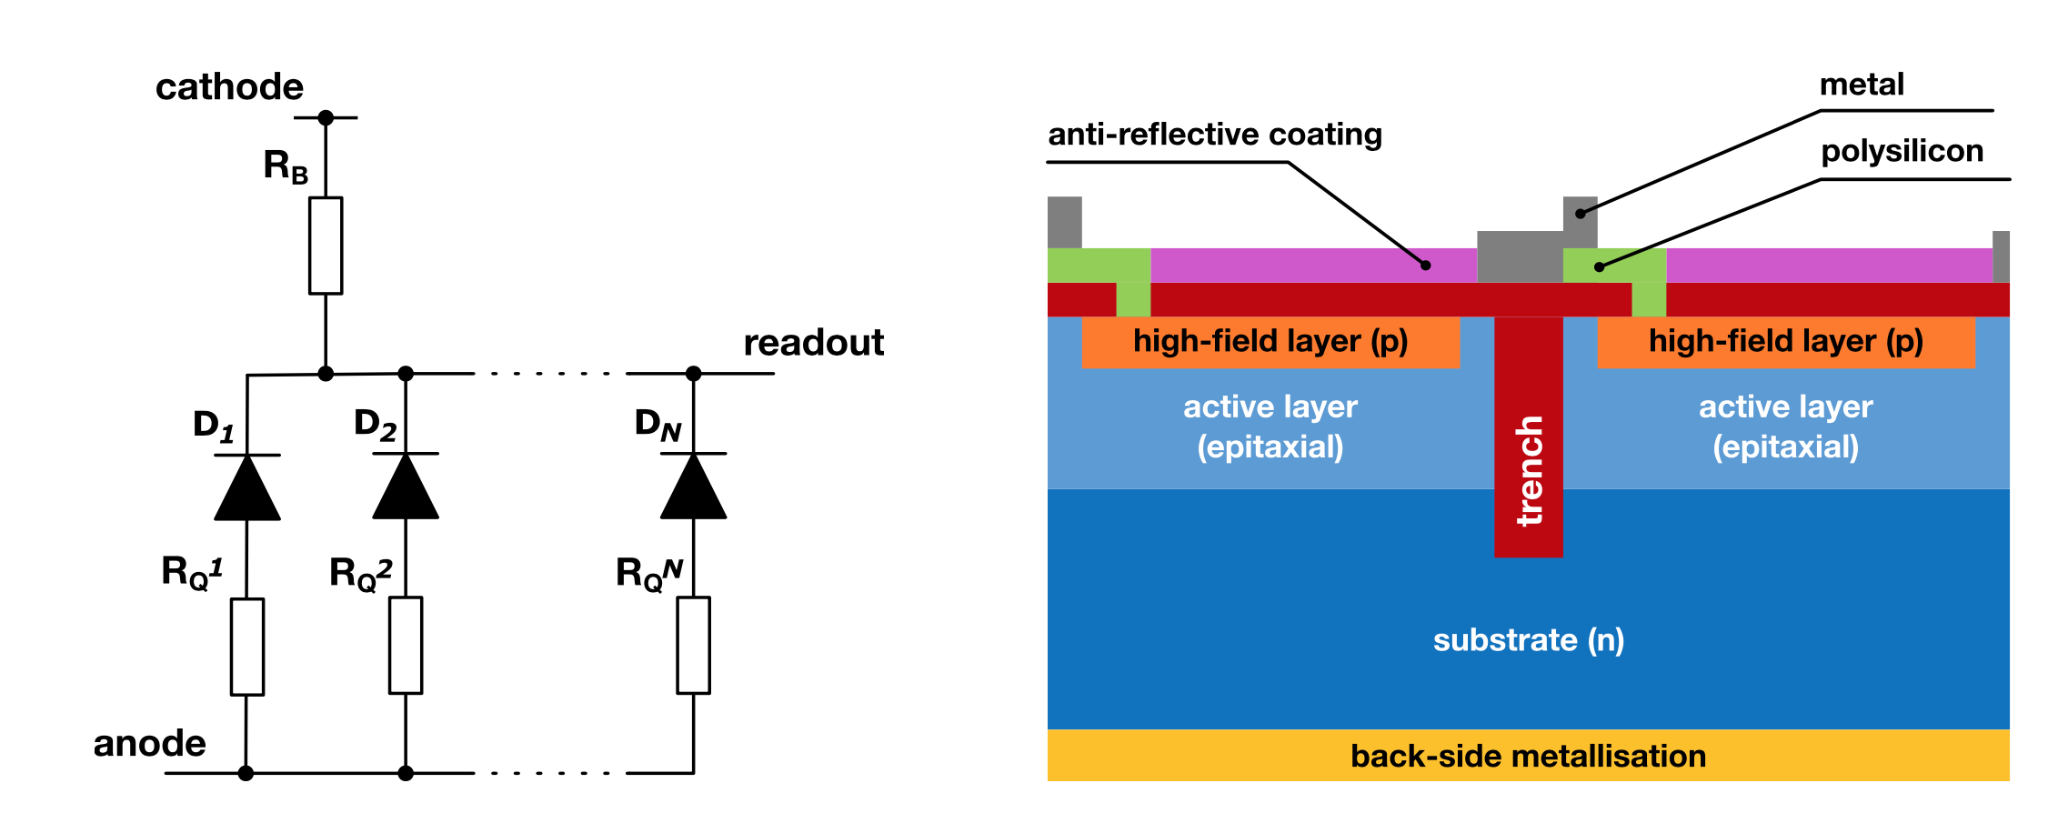 cathode
R_B
readout
D_1
D_2
D_N
R_Q^1
R_Q^2
R_Q^N
anode
metal
anti-reflective coating
polysilicon
high-field layer (p)
high-field layer (p)
active layer
(epitaxial)
active layer
(epitaxial)
trench
substrate (n)
back-side metallisation